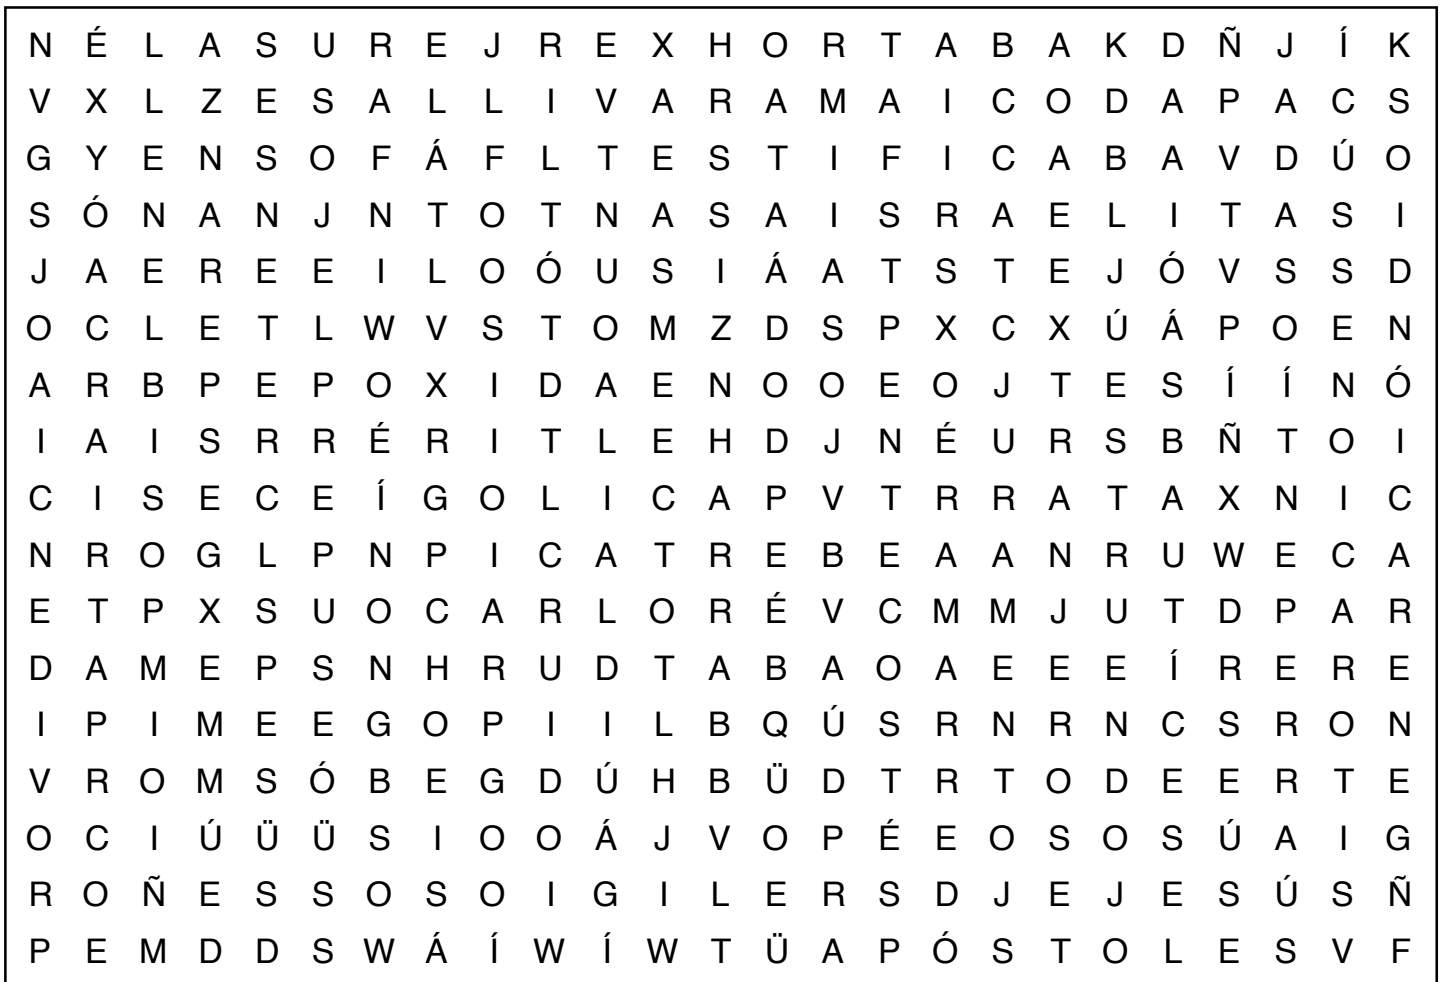 N É L A S U R E J R E X H O R T A B A K D Ñ J Í K
V X L Z E S A L L I V A R A M A I C O D A P A C S
G Y E N S O F Á F L T E S T I F I C A B A V D Ú O
S Ó N A N J N T O T N A S A I S R A E L I T A S I
J A E R E E I L O Ó U S I Á A T S T E J Ó V S S D
O C L E T L W V S T O M Z D S P X C X Ú Á P O E N
A R B P E P O X I D A E N O O E O J T E S Í Í N Ó
I A I S R R É R I T L E H D J N É U R S B Ñ T O I
C I S E C E Í G O L I C A P V T R R A T A X N I C
N R O G L P N P I C A T R E B E A A N R U W E C A
E T P X S U O C A R L O R É V C M M J U T D P A R
D A M E P S N H R U D T A B A O A E E E Í R E R E
I P I M E E G O P I I L B Q Ú S R N R N C S R O N
V R O M S Ó B E G D Ú H B Ü D T R T O D E E R T E
O C I Ú Ü Ü S I O O Á J V O P É E O S O S Ú A I G
R O Ñ E S S O S O I G I L E R S D J E J E S Ú S Ñ
P E M D D S W Á Í W Í W T Ü A P Ó S T O L E S V F